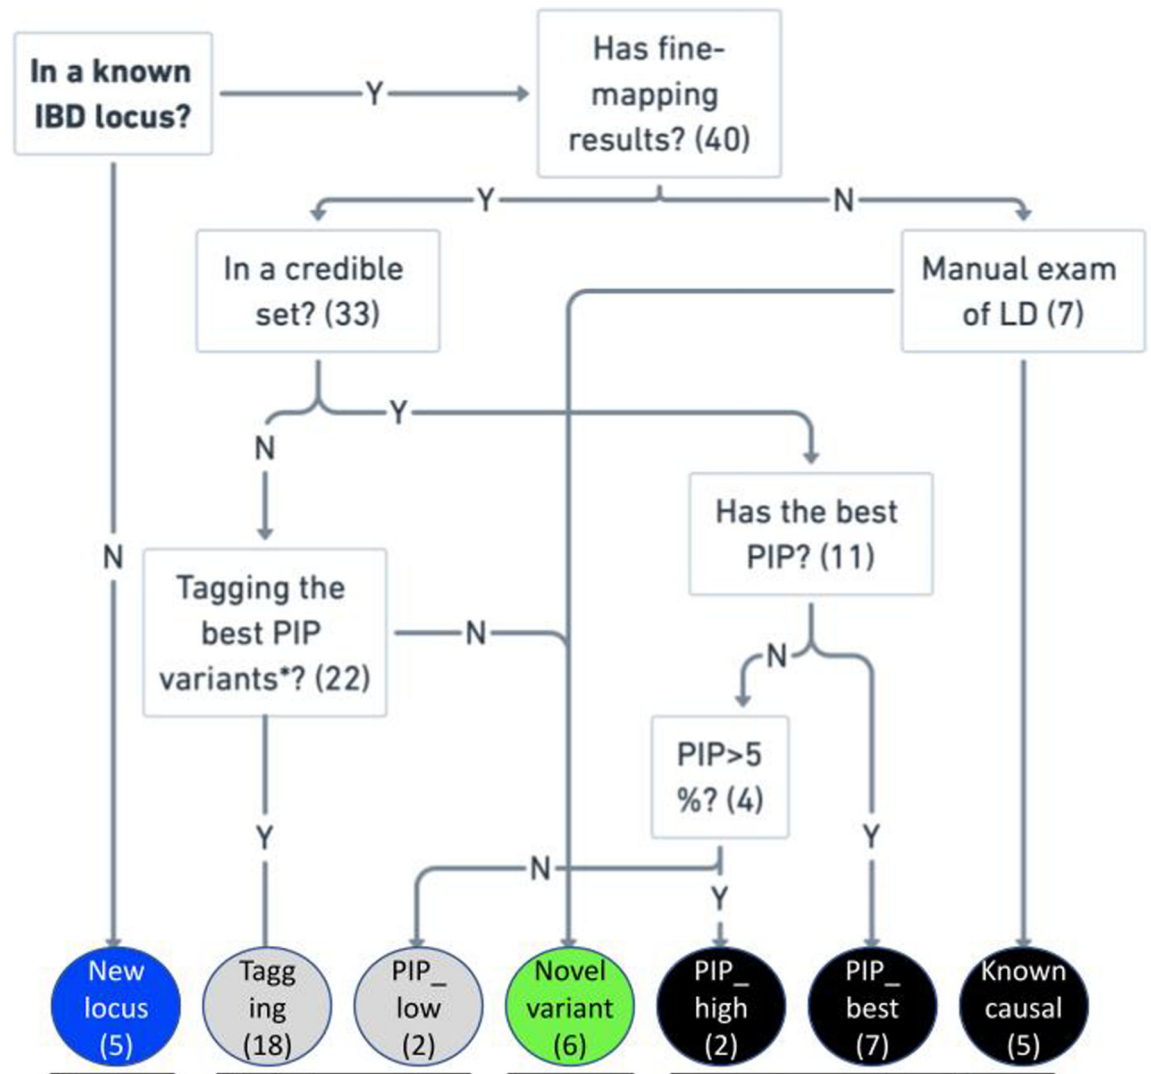 In a known
IBD locus?
Y
Has fine-
mapping
results? (40)
Y
N
In a credible
set? (33)
Manual exam
of LD (7)
N
Y
N
Has the best
PIP? (11)
Tagging the
best PIP
variants*? (22)
N
N
Y
PIP>5
%? (4)
Y
N
Y
Y
New
locus
(5)
Tagg
ing
(18)
PIP_
low
(2)
Novel
variant
(6)
PIP_
high
(2)
PIP_
best
(7)
Known
causal
(5)